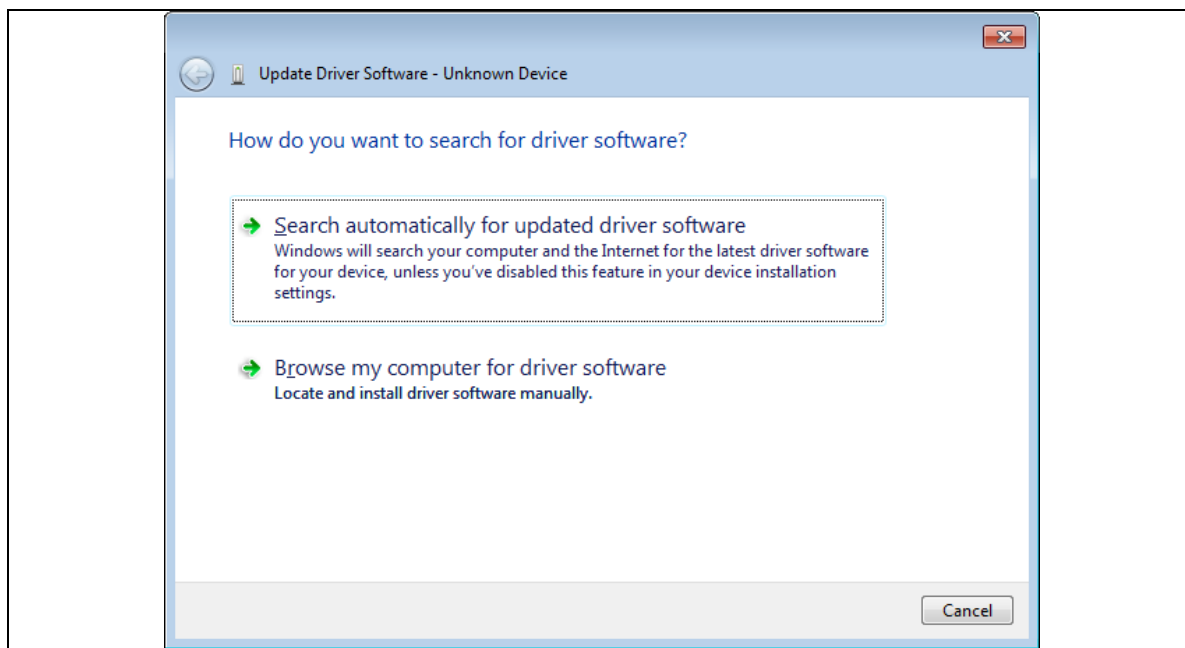 Update Driver Software - Unknown Device
How do you want to search for driver software?
Search automatically for updated driver software
Windows will search your computer and the Internet for the latest driver software
for your device, unless you've disabled this feature in your device installation
settings.
Browse my computer for driver software
Locate and install driver software manually.
Cancel